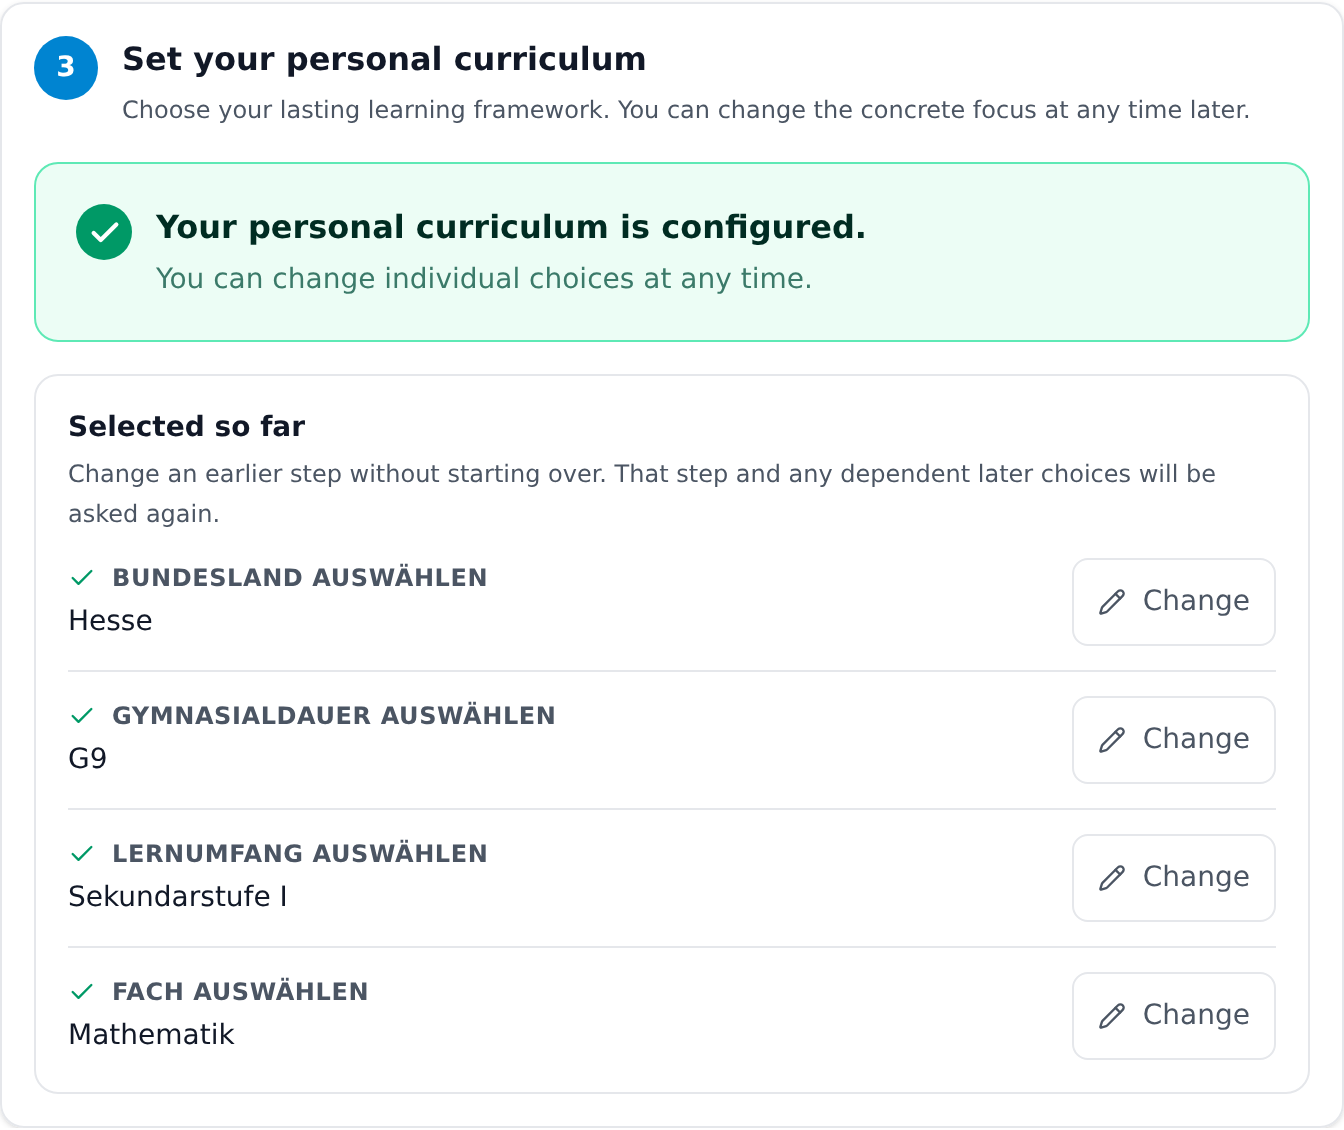 3
Set your personal curriculum
Choose your lasting learning framework. You can change the concrete focus at any time later.
Your personal curriculum is configured.
You can change individual choices at any time.
Selected so far
Change an earlier step without starting over. That step and any dependent later choices will be
asked again.
BUNDESLAND AUSWÄHLEN
Hesse
Change
GYMNASIALDAUER AUSWÄHLEN
G9
Change
LERNUMFANG AUSWÄHLEN
Sekundarstufe I
Change
FACH AUSWÄHLEN
Mathematik
Change